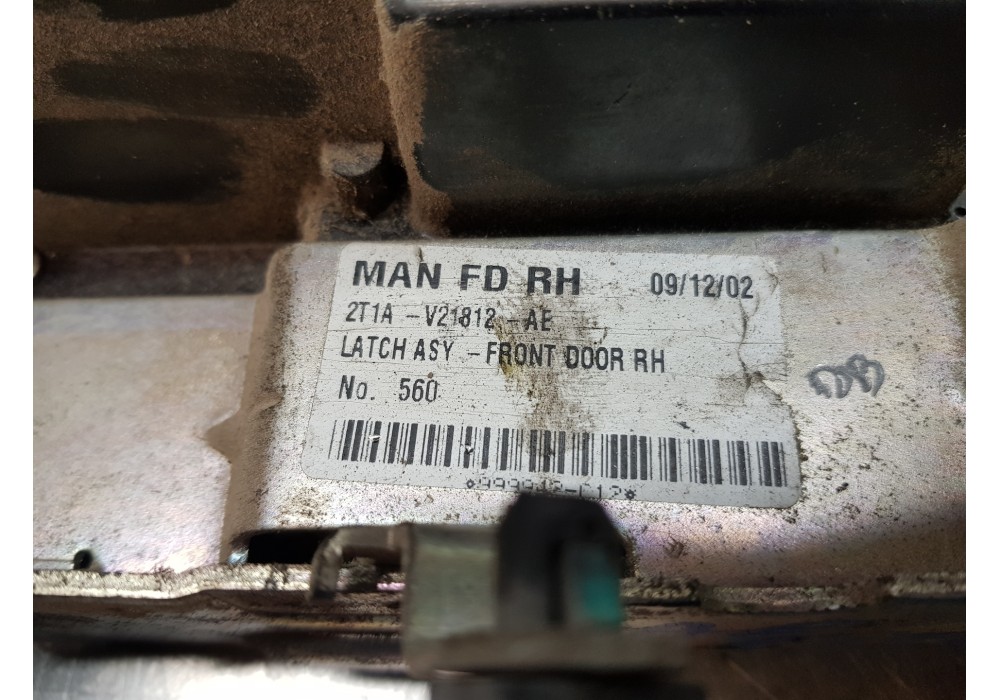 MAN FD RH 09/12/02
2T1A -V21812 -AE
LATCH ASY -FRONT DOOR RH
No. 560